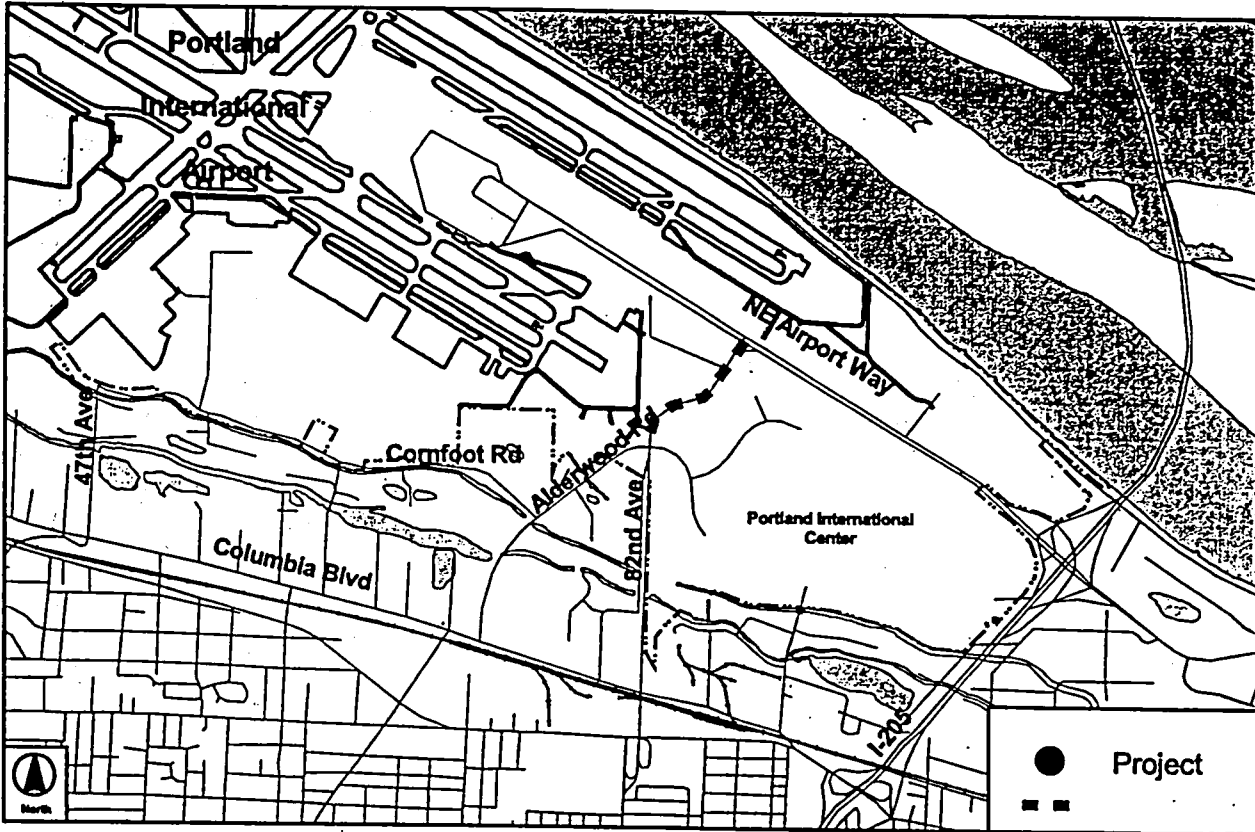 Portland
International
Airport
NE Airport Way
47th Ave
Cornfoot Rd
Alderwood Rd
82nd Ave
Portland International
Center
Columbia Blvd
I-205
North
Project